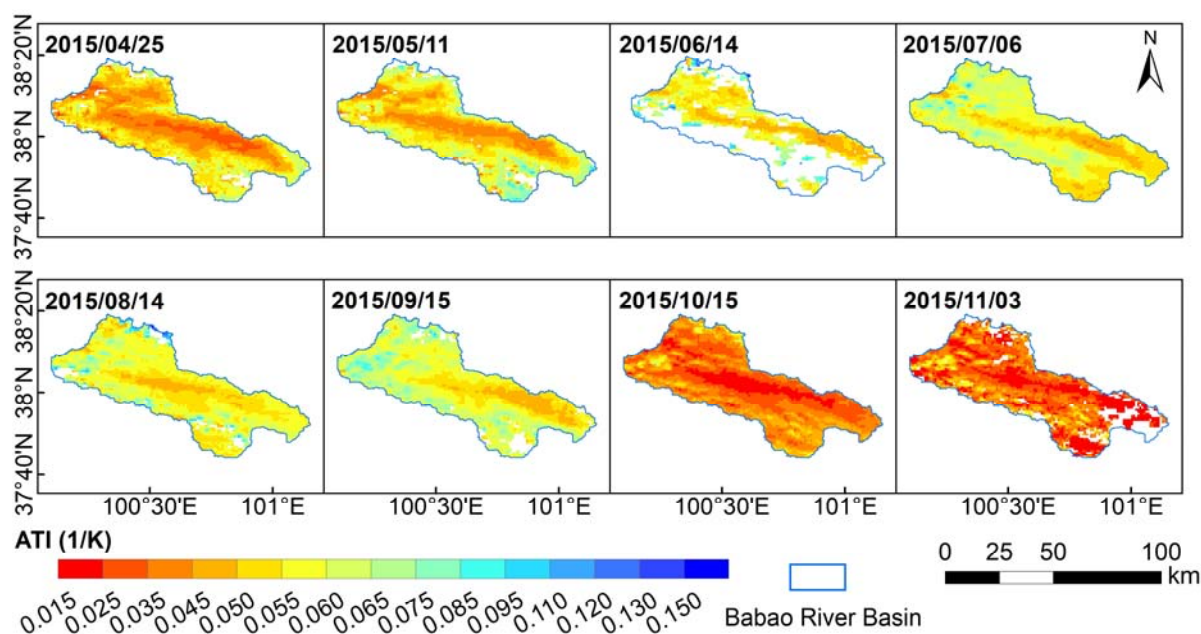 2015/04/25 2015/05/11 2015/06/14 2015/07/06
N
38°20'N
38°0'N
37°40'N
2015/08/14 2015/09/15 2015/10/15 2015/11/03
38°20'N
38°0'N
37°40'N
100°30'E 101°E 100°30'E 101°E 100°30'E 101°E 100°30'E 101°E
ATI (1/K)
0.015 0.025 0.035 0.045 0.050 0.055 0.060 0.065 0.075 0.085 0.095 0.110 0.120 0.130 0.150
Babao River Basin
0 25 50 100
km